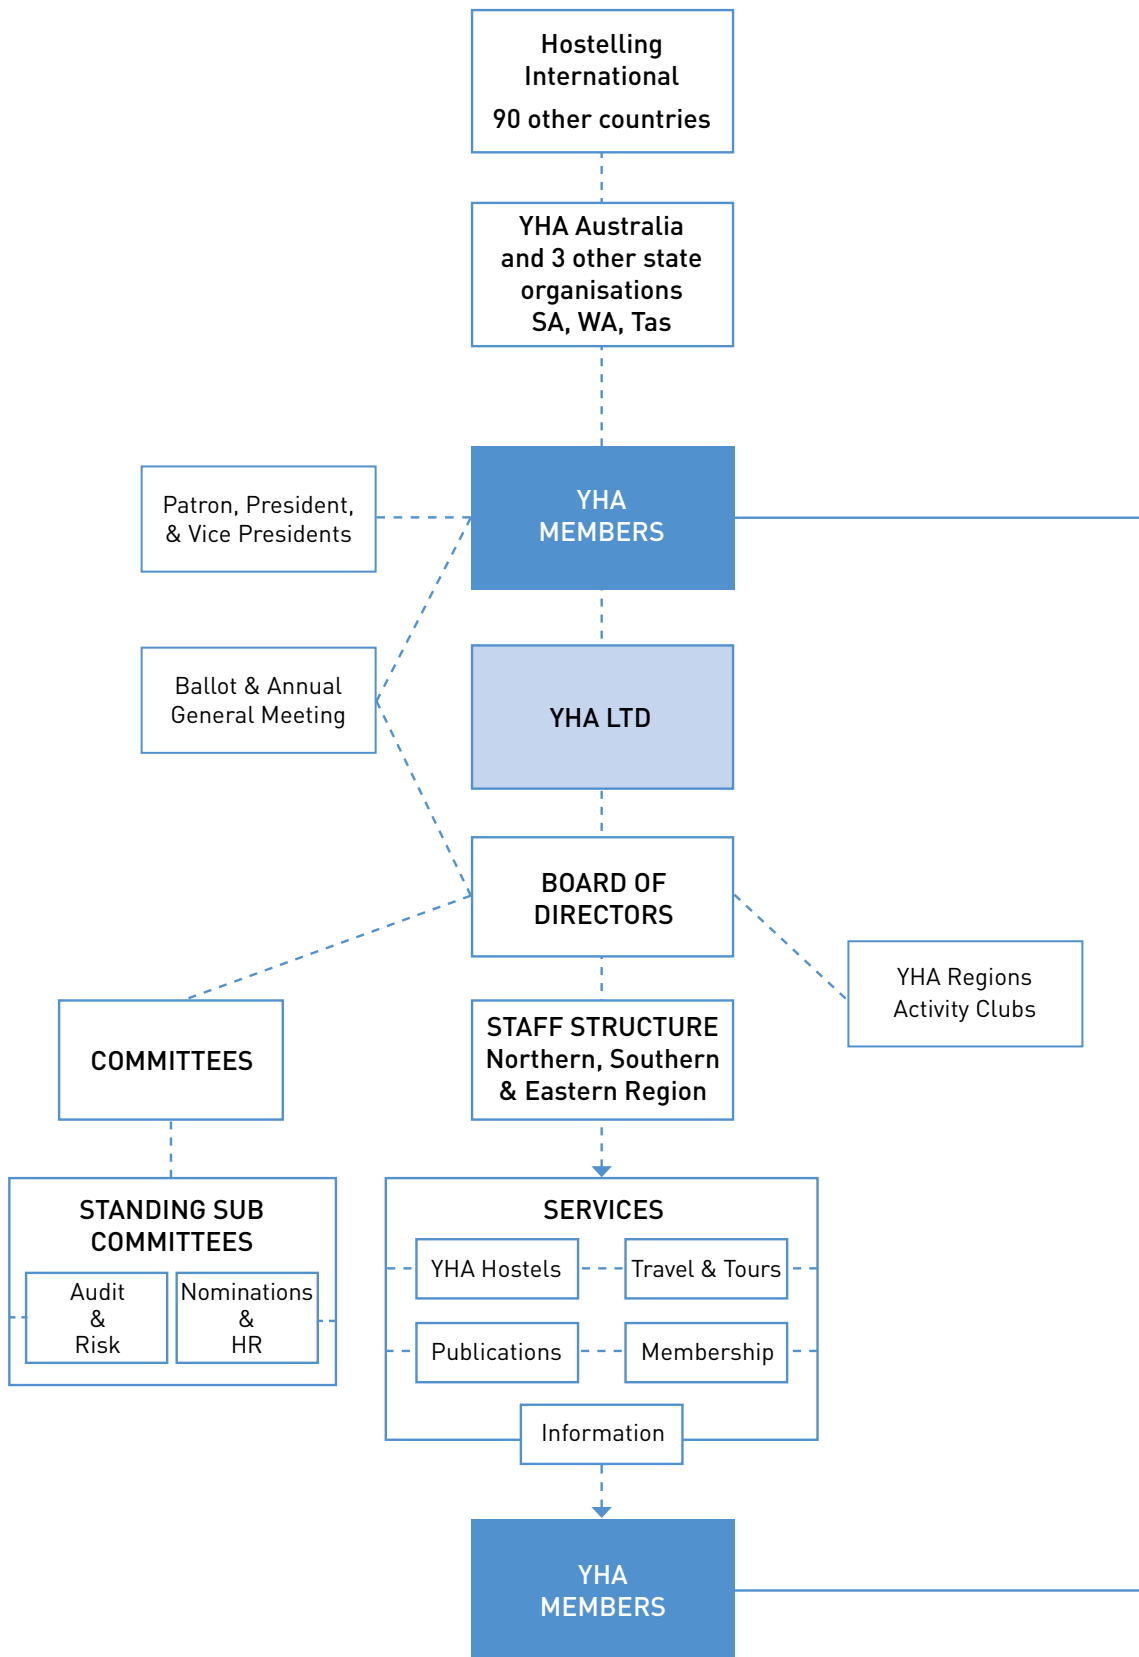 Hostelling
International
90 other countries
YHA Australia
and 3 other state
organisations
SA, WA, Tas
Patron, President,
& Vice Presidents
YHA
MEMBERS
Ballot & Annual
General Meeting
YHA LTD
BOARD OF
DIRECTORS
YHA Regions
Activity Clubs
COMMITTEES
STAFF STRUCTURE
Northern, Southern
& Eastern Region
STANDING SUB
COMMITTEES
Audit
&
Risk
Nominations
&
HR
SERVICES
YHA Hostels
Travel & Tours
Publications
Membership
Information
YHA
MEMBERS